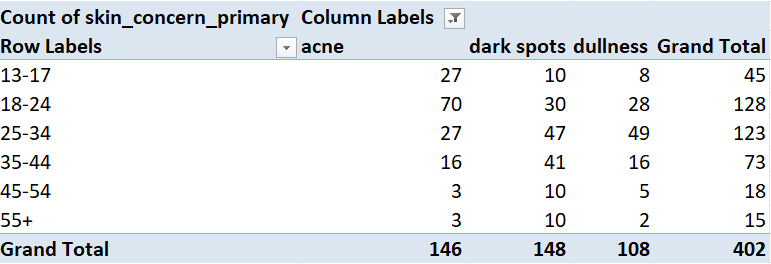 Count of skin_concern_primary Column Labels
Row Labels acne dark spots dullness Grand Total
13-17 27 10 8 45
18-24 70 30 28 128
25-34 27 47 49 123
35-44 16 41 16 73
45-54 3 10 5 18
55+ 3 10 2 15
Grand Total 146 148 108 402